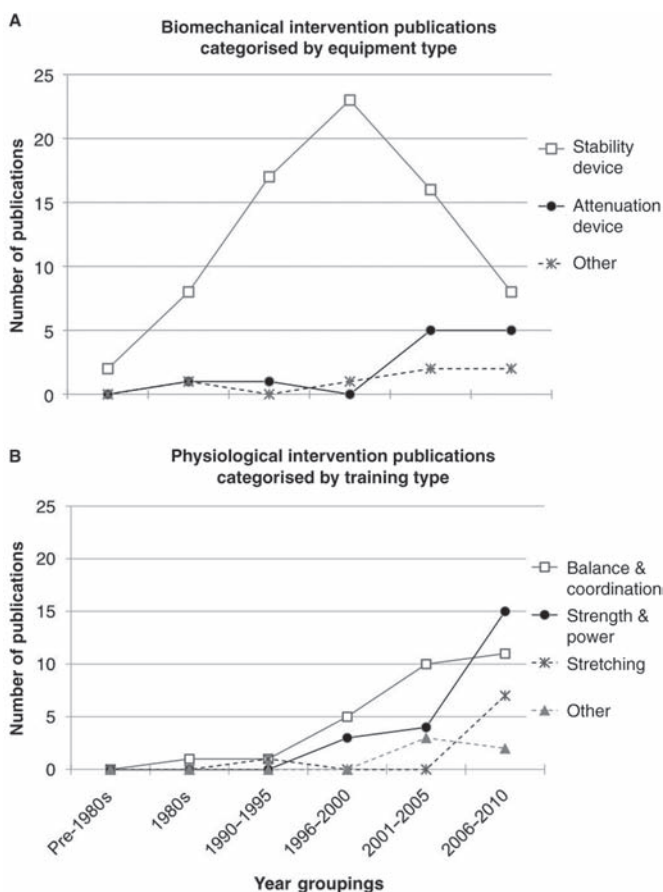 A
Biomechanical intervention publications
categorised by equipment type
Number of publications
25
20
15
10
5
0
Stability
device
Attenuation
device
Other
B
Physiological intervention publications
categorised by training type
Number of publications
25
20
15
10
5
0
Balance &
coordination
Strength &
power
Stretching
Other
Pre-1980s
1980s
1990–1995
1996–2000
2001–2005
2006–2010
Year groupings